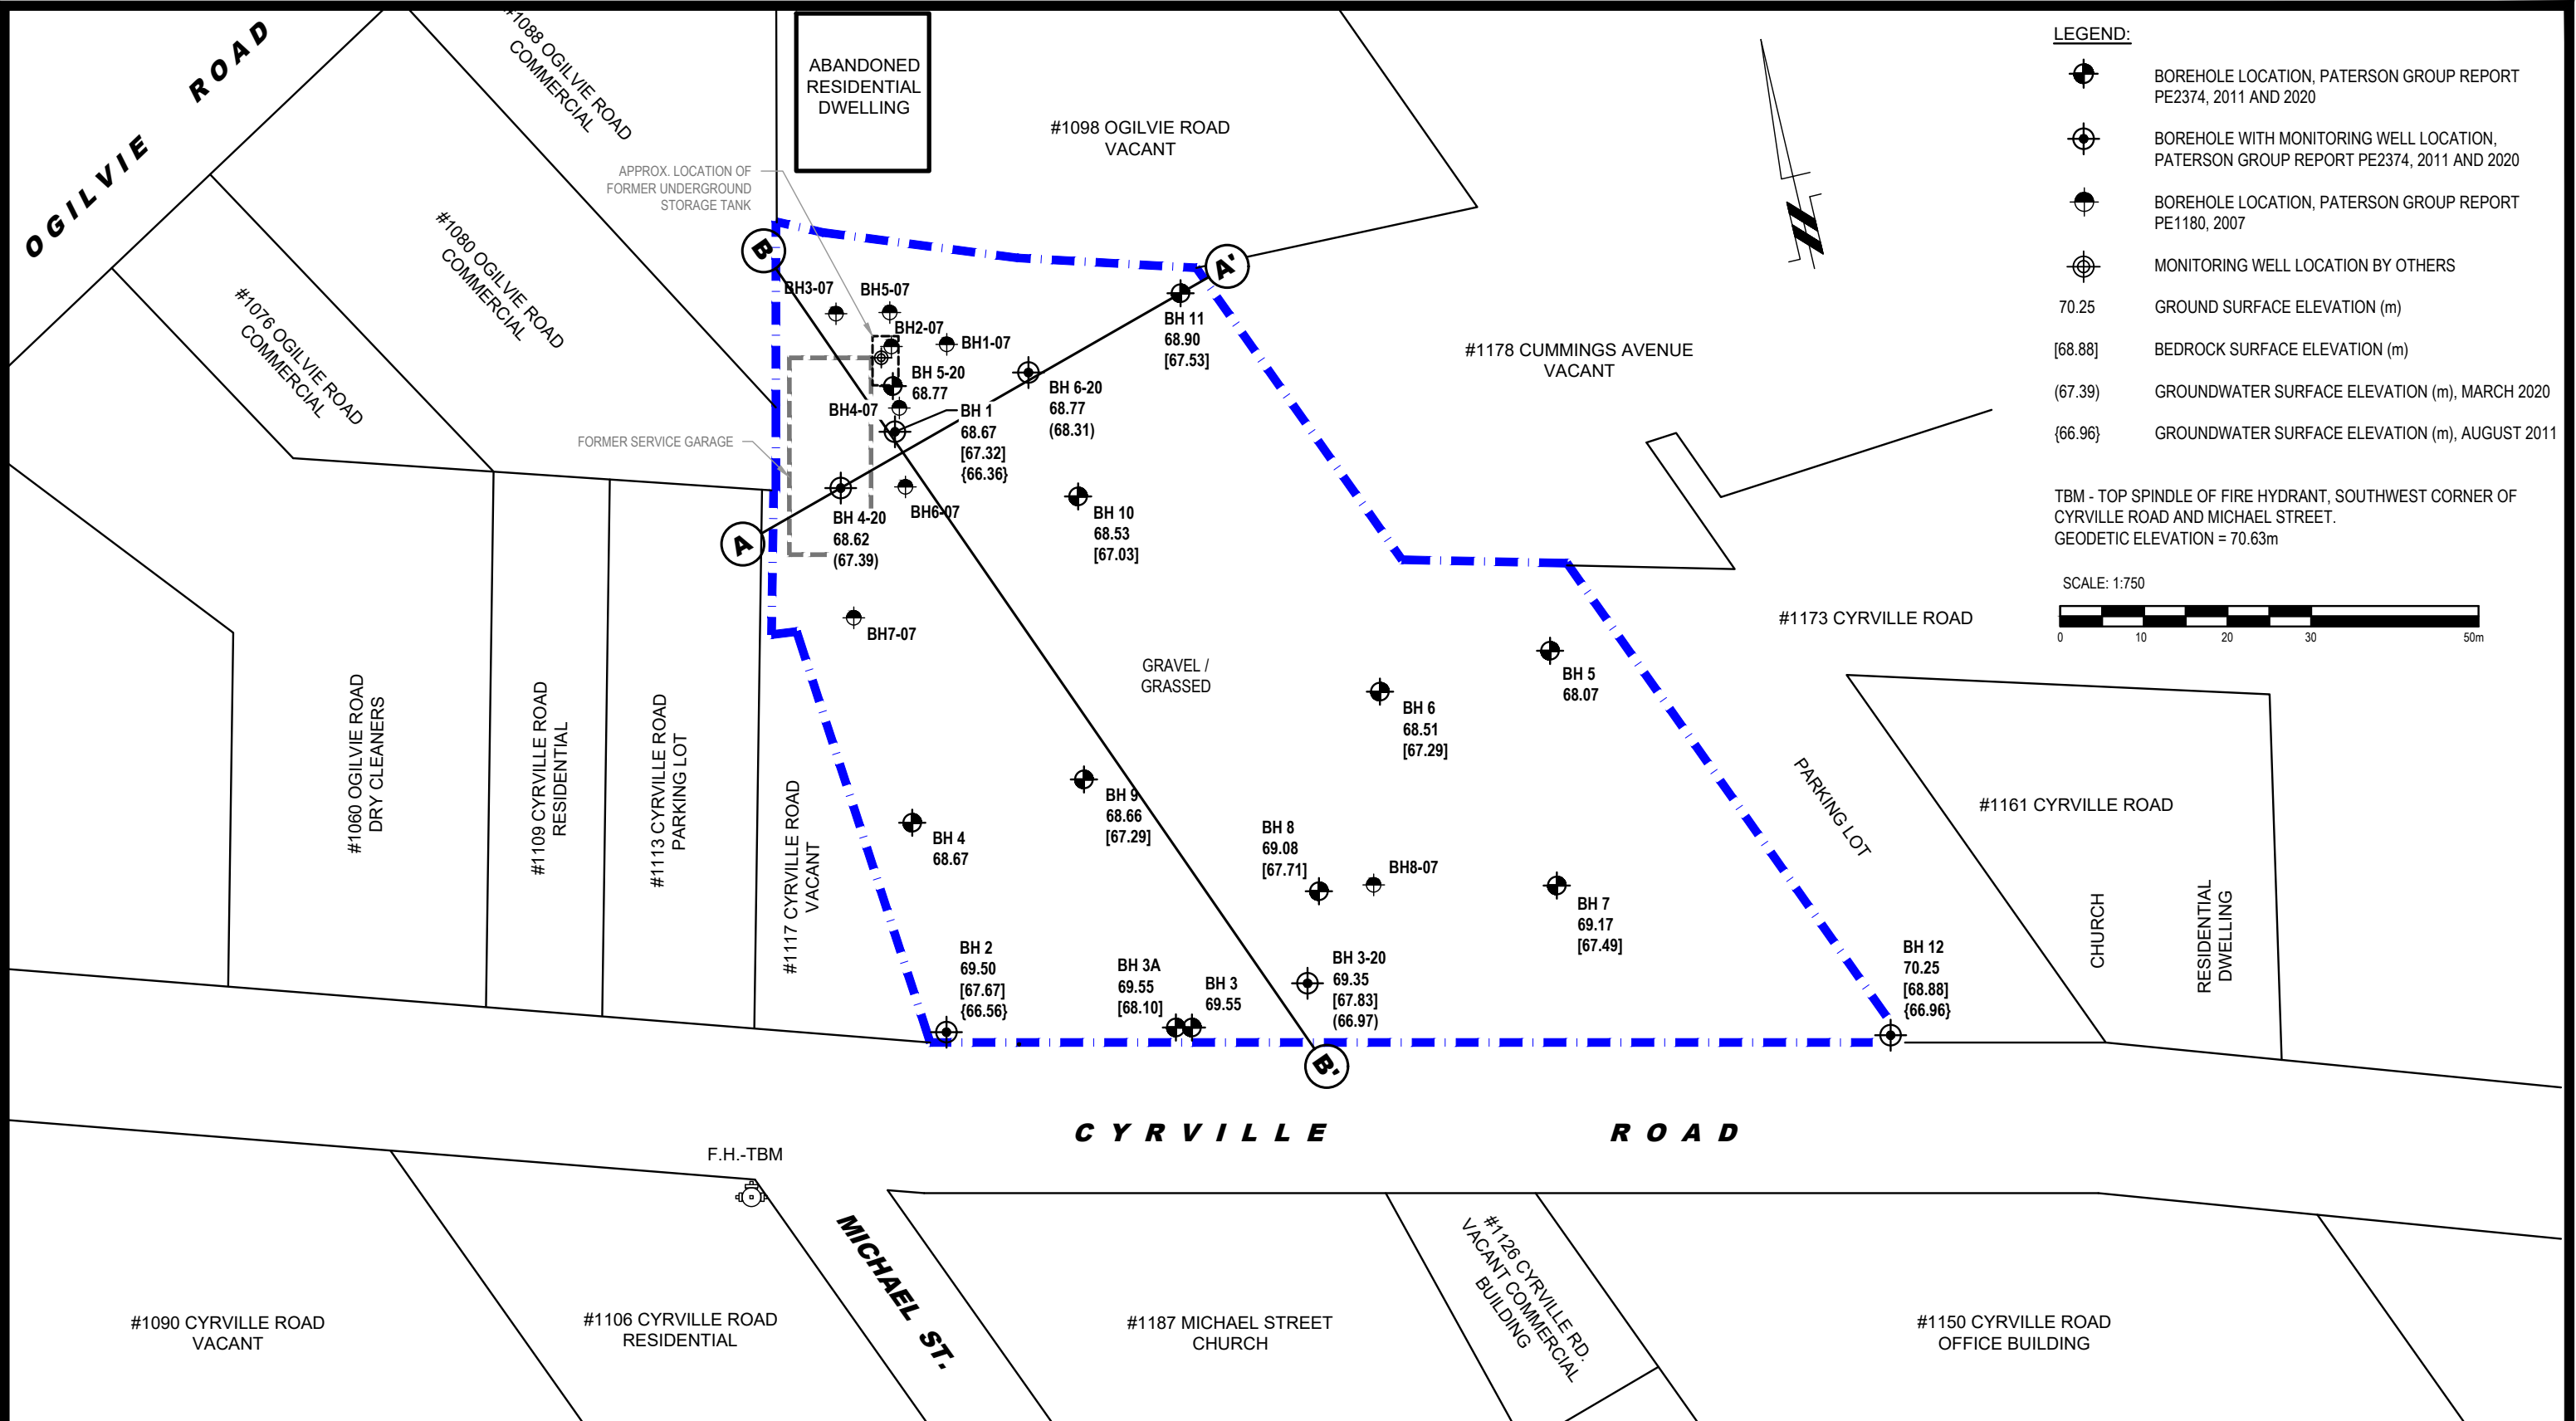 OGILVIE ROAD
#1088 OGILVIE ROAD
COMMERCIAL
ABANDONED
RESIDENTIAL
DWELLING
#1098 OGILVIE ROAD
VACANT
APPROX. LOCATION OF
FORMER UNDERGROUND
STORAGE TANK
#1080 OGILVIE ROAD
COMMERCIAL
#1076 OGILVIE ROAD
COMMERCIAL
FORMER SERVICE GARAGE
B
A'
A
B'
BH3-07
BH5-07
BH2-07
BH1-07
BH 5-20
68.77
BH4-07
BH 1
68.67
[67.32]
{66.36}
BH 6-20
68.77
(68.31)
BH 11
68.90
[67.53]
BH 4-20
68.62
(67.39)
BH6-07
BH 10
68.53
[67.03]
BH7-07
#1178 CUMMINGS AVENUE
VACANT
#1173 CYRVILLE ROAD
GRAVEL /
GRASSED
BH 5
68.07
BH 6
68.51
[67.29]
BH 9
68.66
[67.29]
BH 4
68.67
BH 8
69.08
[67.71]
BH8-07
BH 7
69.17
[67.49]
BH 2
69.50
[67.67]
{66.56}
BH 3A
69.55
[68.10]
BH 3
69.55
BH 3-20
69.35
[67.83]
(66.97)
BH 12
70.25
[68.88]
{66.96}
#1060 OGILVIE ROAD
DRY CLEANERS
#1109 CYRVILLE ROAD
RESIDENTIAL
#1113 CYRVILLE ROAD
PARKING LOT
#1117 CYRVILLE ROAD
VACANT
PARKING LOT
#1161 CYRVILLE ROAD
CHURCH
RESIDENTIAL
DWELLING
CYRVILLE ROAD
F.H.-TBM
MICHAEL ST.
#1090 CYRVILLE ROAD
VACANT
#1106 CYRVILLE ROAD
RESIDENTIAL
#1187 MICHAEL STREET
CHURCH
#1126 CYRVILLE RD.
VACANT COMMERCIAL
BUILDING
#1150 CYRVILLE ROAD
OFFICE BUILDING
LEGEND:
BOREHOLE LOCATION, PATERSON GROUP REPORT
PE2374, 2011 AND 2020
BOREHOLE WITH MONITORING WELL LOCATION,
PATERSON GROUP REPORT PE2374, 2011 AND 2020
BOREHOLE LOCATION, PATERSON GROUP REPORT
PE1180, 2007
MONITORING WELL LOCATION BY OTHERS
70.25 GROUND SURFACE ELEVATION (m)
[68.88] BEDROCK SURFACE ELEVATION (m)
(67.39) GROUNDWATER SURFACE ELEVATION (m), MARCH 2020
{66.96} GROUNDWATER SURFACE ELEVATION (m), AUGUST 2011
TBM - TOP SPINDLE OF FIRE HYDRANT, SOUTHWEST CORNER OF
CYRVILLE ROAD AND MICHAEL STREET.
GEODETIC ELEVATION = 70.63m
SCALE: 1:750
0 10 20 30 50m